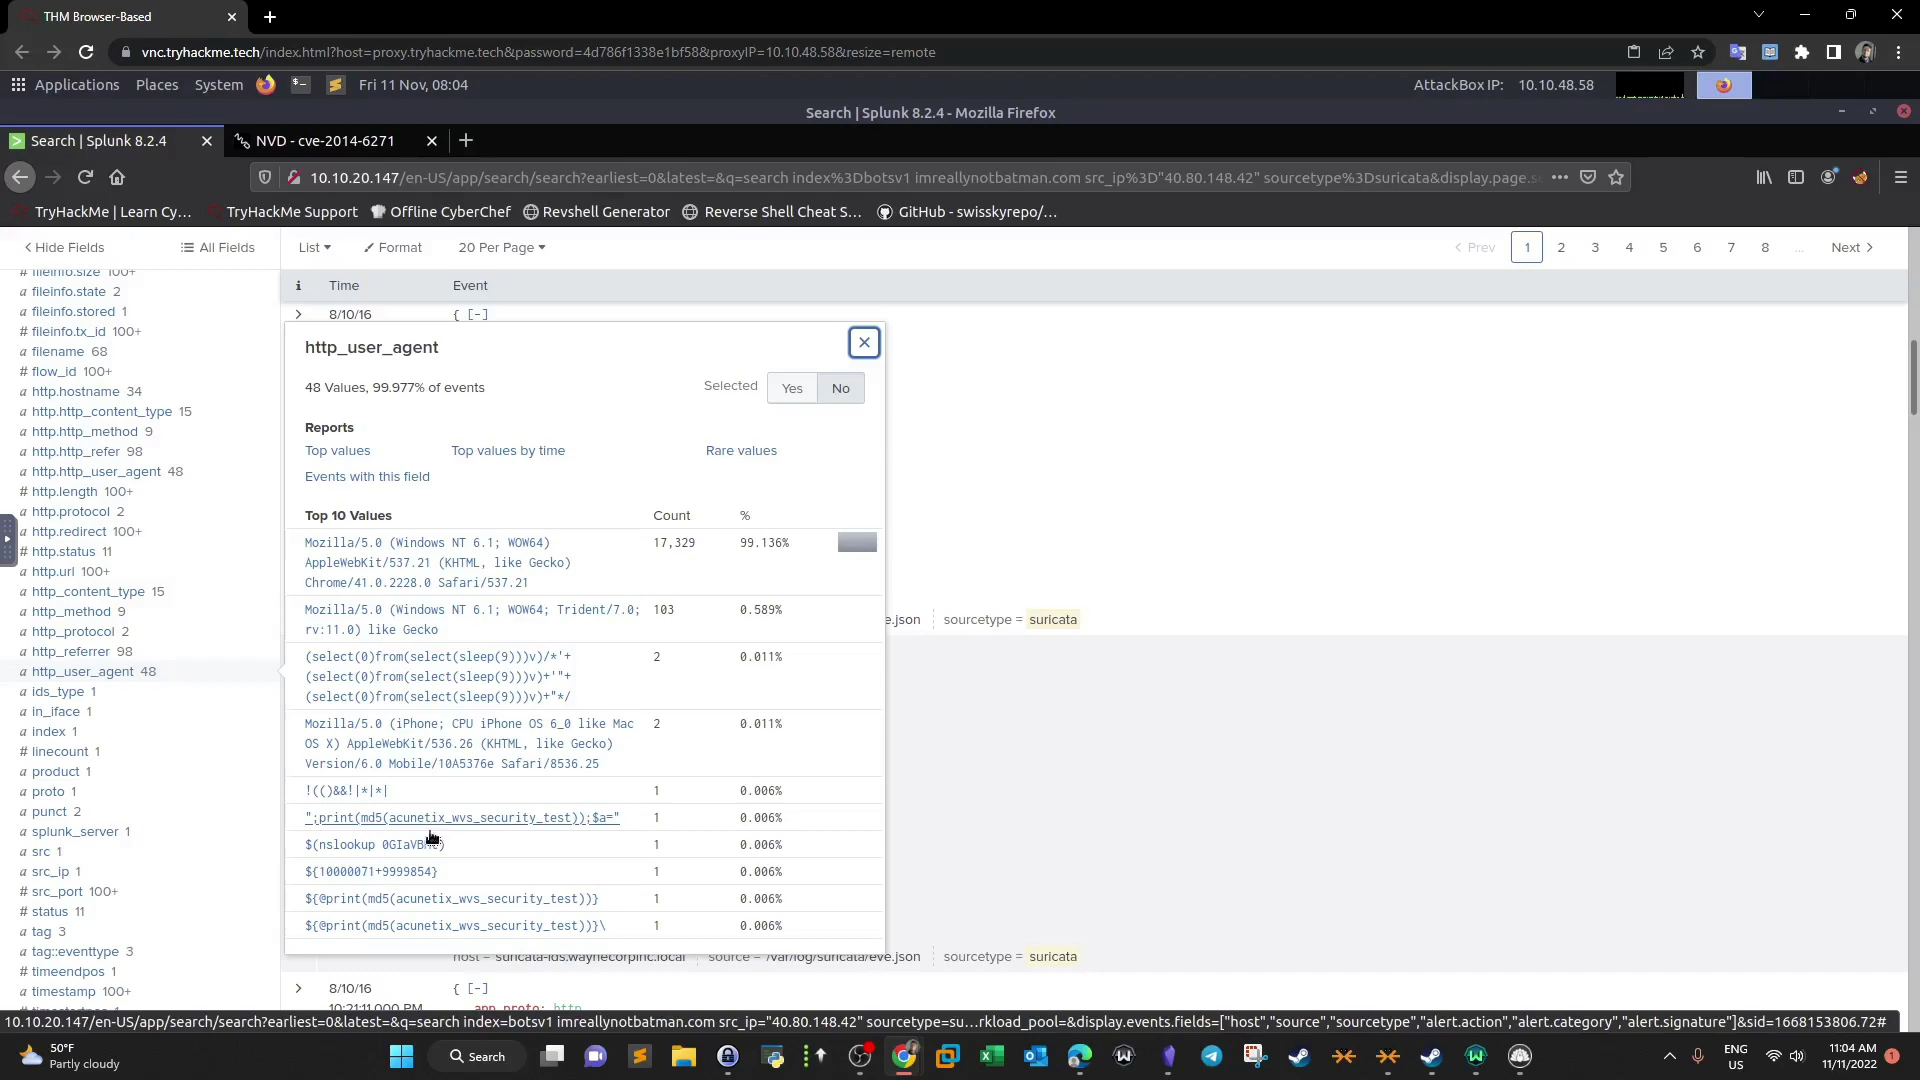 THM Browser-Based
vnc.tryhackme.tech/index.html?host=proxy.tryhackme.tech&password=4d786f1338e1bf58&proxyIP=10.10.48.58&resize=remote
Applications Places System Fri 11 Nov, 08:04 AttackBox IP: 10.10.48.58
Search | Splunk 8.2.4 - Mozilla Firefox
Search | Splunk 8.2.4 NVD - cve-2014-6271
10.10.20.147/en-US/app/search/search?earliest=0&latest=&q=search index%3Dbotsv1 imreallynotbatman.com src_ip%3D"40.80.148.42" sourcetype%3Dsuricata&display.page.s
TryHackMe | Learn Cy… TryHackMe Support Offline CyberChef Revshell Generator Reverse Shell Cheat S… GitHub - swisskyrepo/…
Hide Fields All Fields List Format 20 Per Page Prev 1 2 3 4 5 6 7 8 ... Next
i Time Event
# fileinfo.size 100+
a fileinfo.state 2
a fileinfo.stored 1
# fileinfo.tx_id 100+
a filename 68
# flow_id 100+
a http.hostname 34
a http.http_content_type 15
a http.http_method 9
a http.http_refer 98
a http.http_user_agent 48
# http.length 100+
a http.protocol 2
a http.redirect 100+
# http.status 11
a http.url 100+
a http_content_type 15
a http_method 9
a http_protocol 2
a http_referrer 98
a http_user_agent 48
a ids_type 1
a in_iface 1
a index 1
# linecount 1
a product 1
a proto 1
a punct 2
a splunk_server 1
a src 1
a src_ip 1
# src_port 100+
# status 11
a tag 3
a tag::eventtype 3
# timeendpos 1
a timestamp 100+
8/10/16 { [-]
http_user_agent
48 Values, 99.977% of events Selected Yes No
Reports
Top values Top values by time Rare values
Events with this field
Top 10 Values Count %
Mozilla/5.0 (Windows NT 6.1; WOW64) 17,329 99.136%
AppleWebKit/537.21 (KHTML, like Gecko)
Chrome/41.0.2228.0 Safari/537.21
Mozilla/5.0 (Windows NT 6.1; WOW64; Trident/7.0; 103 0.589%
rv:11.0) like Gecko
(select(0)from(select(sleep(9)))v)/*'+ 2 0.011%
(select(0)from(select(sleep(9)))v)+'"+
(select(0)from(select(sleep(9)))v)+"*/
Mozilla/5.0 (iPhone; CPU iPhone OS 6_0 like Mac 2 0.011%
OS X) AppleWebKit/536.26 (KHTML, like Gecko)
Version/6.0 Mobile/10A5376e Safari/8536.25
!(()&&!|*|*| 1 0.006%
";print(md5(acunetix_wvs_security_test));$a=" 1 0.006%
$(nslookup 1 0.006%
${10000071+9999854} 1 0.006%
${@print(md5(acunetix_wvs_security_test))} 1 0.006%
${@print(md5(acunetix_wvs_security_test))}\ 1 0.006%
e.json sourcetype = suricata
host = suricata-ids.waynecorpinc.local source = /var/log/suricata/eve.json sourcetype = suricata
8/10/16 { [-]
10:21:11.000 PM app_proto: http
10.10.20.147/en-US/app/search/search?earliest=0&latest=&q=search index=botsv1 imreallynotbatman.com src_ip="40.80.148.42" sourcetype=su…rkload_pool=&display.events.fields=["host","source","sourcetype","alert.action","alert.category","alert.signature"]&sid=1668153806.72#
50°F
Partly cloudy
Search
ENG
US
11:04 AM
11/11/2022
1